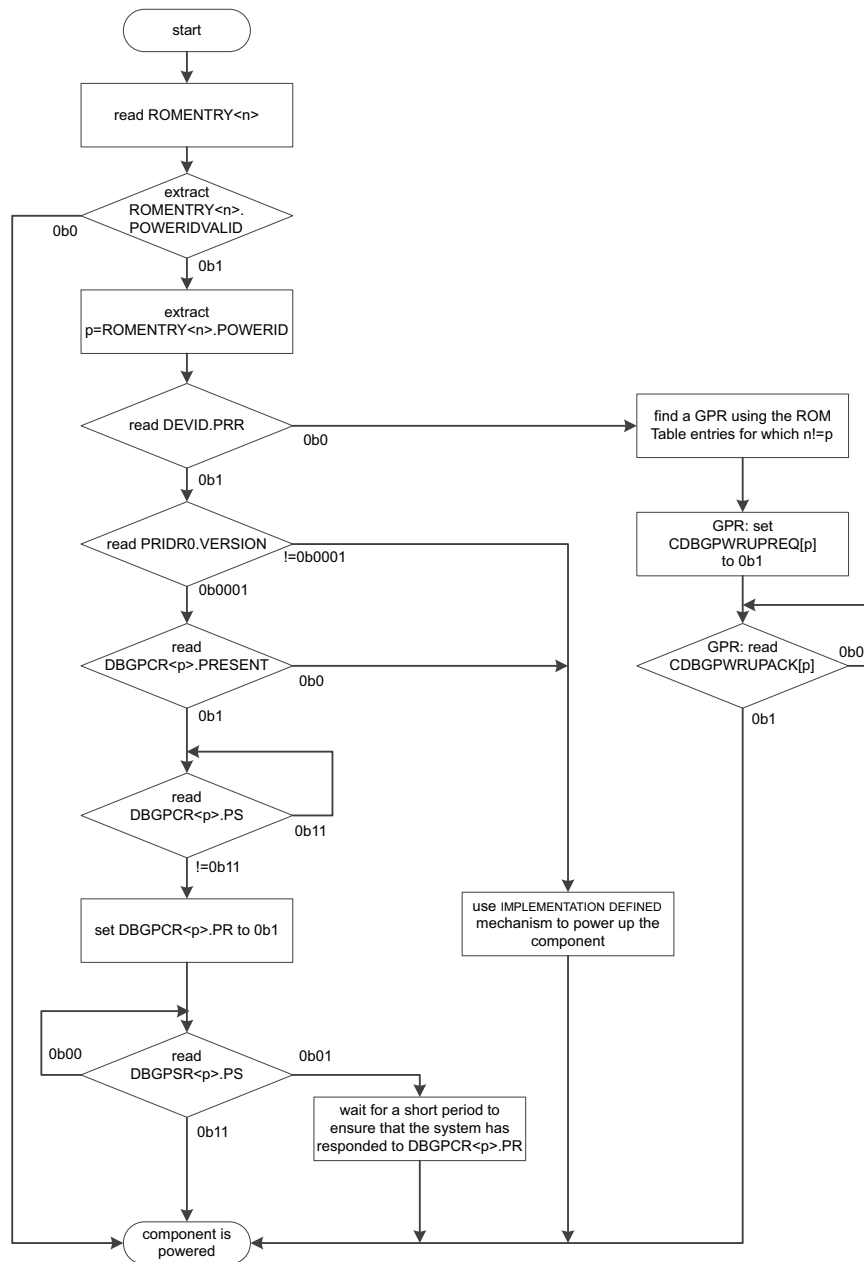 start
read ROMENTRY<n>
extract
ROMENTRY<n>.
POWERIDVALID
0b0
0b1
extract
p=ROMENTRY<n>.POWERID
read DEVID.PRR
0b0
0b1
find a GPR using the ROM
Table entries for which n!=p
read PRIDR0.VERSION
!=0b0001
0b0001
GPR: set
CDBGPWRUPREQ[p]
to 0b1
read
DBGPCR<p>.PRESENT
0b0
0b1
GPR: read
CDBGPWRUPACK[p]
0b0
0b1
read
DBGPCR<p>.PS
0b11
!=0b11
set DBGPCR<p>.PR to 0b1
use IMPLEMENTATION DEFINED
mechanism to power up the
component
0b00
read
DBGPSR<p>.PS
0b01
0b11
wait for a short period to
ensure that the system has
responded to DBGPCR<p>.PR
component is
powered